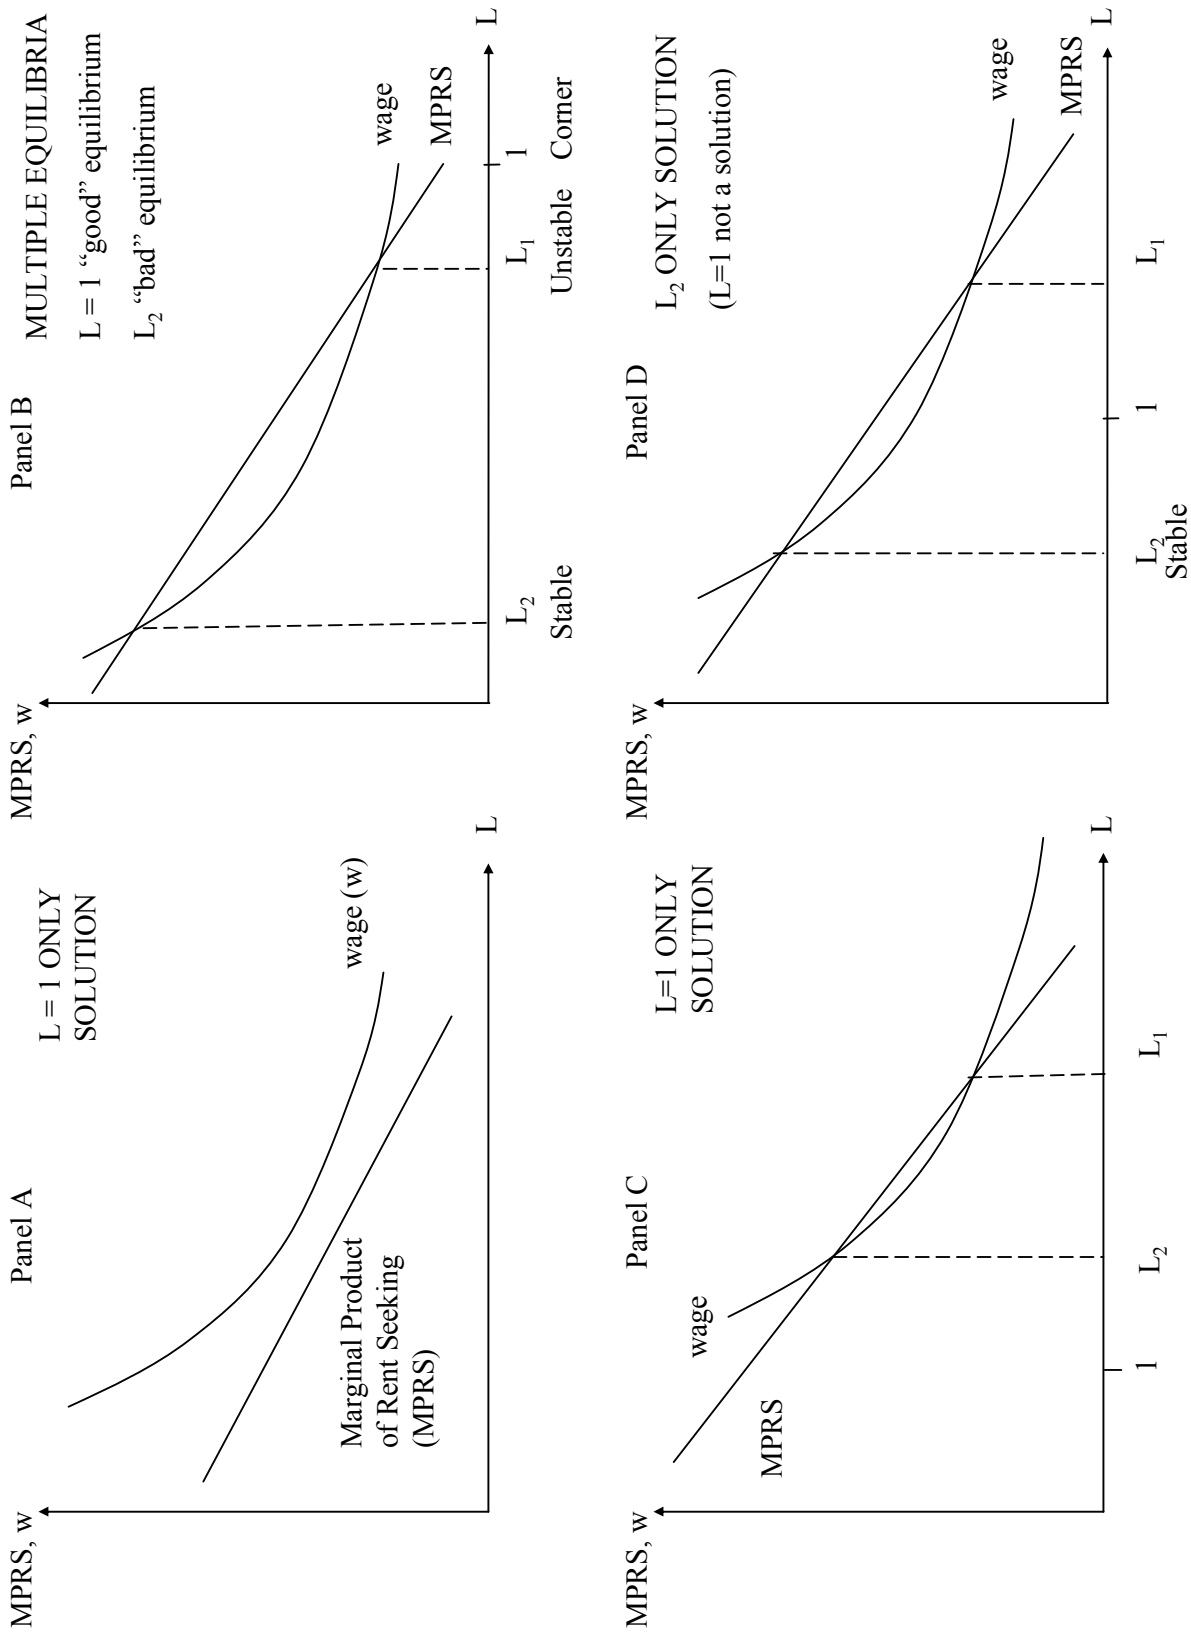 Panel A
L = 1 ONLY
SOLUTION
MPRS, w
wage (w)
Marginal Product
of Rent Seeking
(MPRS)
L
Panel B
MULTIPLE EQUILIBRIA
L = 1 “good” equilibrium
L2 “bad” equilibrium
MPRS, w
wage
MPRS
L
L2
L1
1
Stable
Unstable
Corner
Panel C
L=1 ONLY
SOLUTION
MPRS, w
wage
MPRS
L
1
L2
L1
Panel D
L2 ONLY SOLUTION
(L=1 not a solution)
MPRS, w
wage
MPRS
L
L2
1
L1
Stable